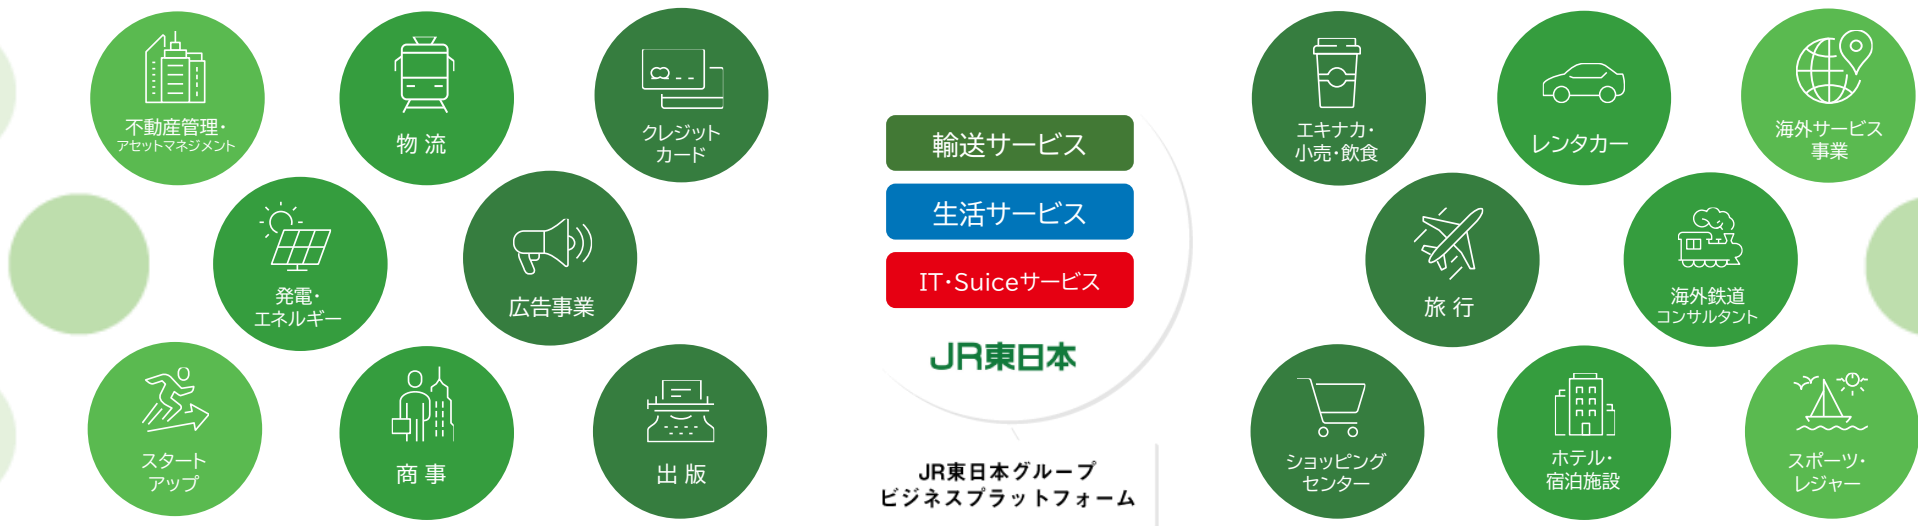 不動産管理・
アセットマネジメント
物 流
クレジット
カード
発電・
エネルギー
広告事業
スタート
アップ
商 事
出 版
輸送サービス
生活サービス
IT・Suiceサービス
JR東日本
JR東日本グループ
ビジネスプラットフォーム
エキナカ・
小売・飲食
レンタカー
海外サービス
事業
旅 行
海外鉄道
コンサルタント
ショッピング
センター
ホテル・
宿泊施設
スポーツ・
レジャー